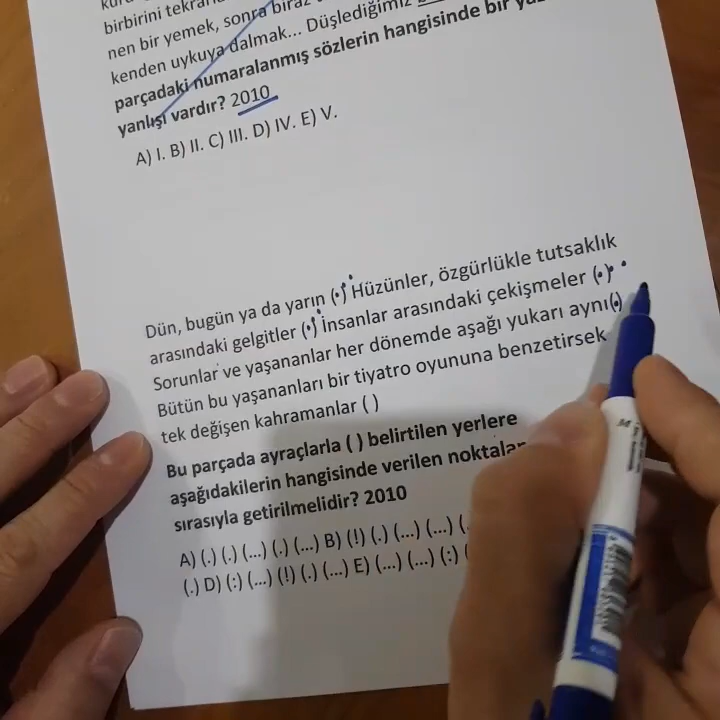 birbirini
nen bir yemek, sonra biraz
kenden uykuya dalmak... Düşlediğimiz
parçadaki numaralanmış sözlerin hangisinde bir
yanlışı vardır? 2010
A) I. B) II. C) III. D) IV. E) V.
Dün, bugün ya da yarın (.) Hüzünler, özgürlükle tutsaklık
arasındaki gelgitler (.) İnsanlar arasındaki çekişmeler (.)
Sorunlar ve yaşananlar her dönemde aşağı yukarı aynı(.)
Bütün bu yaşananları bir tiyatro oyununa benzetirsek
tek değişen kahramanlar ( )
Bu parçada ayraçlarla ( ) belirtilen yerlere
aşağıdakilerin hangisinde verilen
sırasıyla getirilmelidir? 2010
A) (.) (.) (...) (.) (...) B) (!) (.) (...) (...) (.
(.) D) (:) (...) (!) (.) (...) E) (...) (...) (:) (